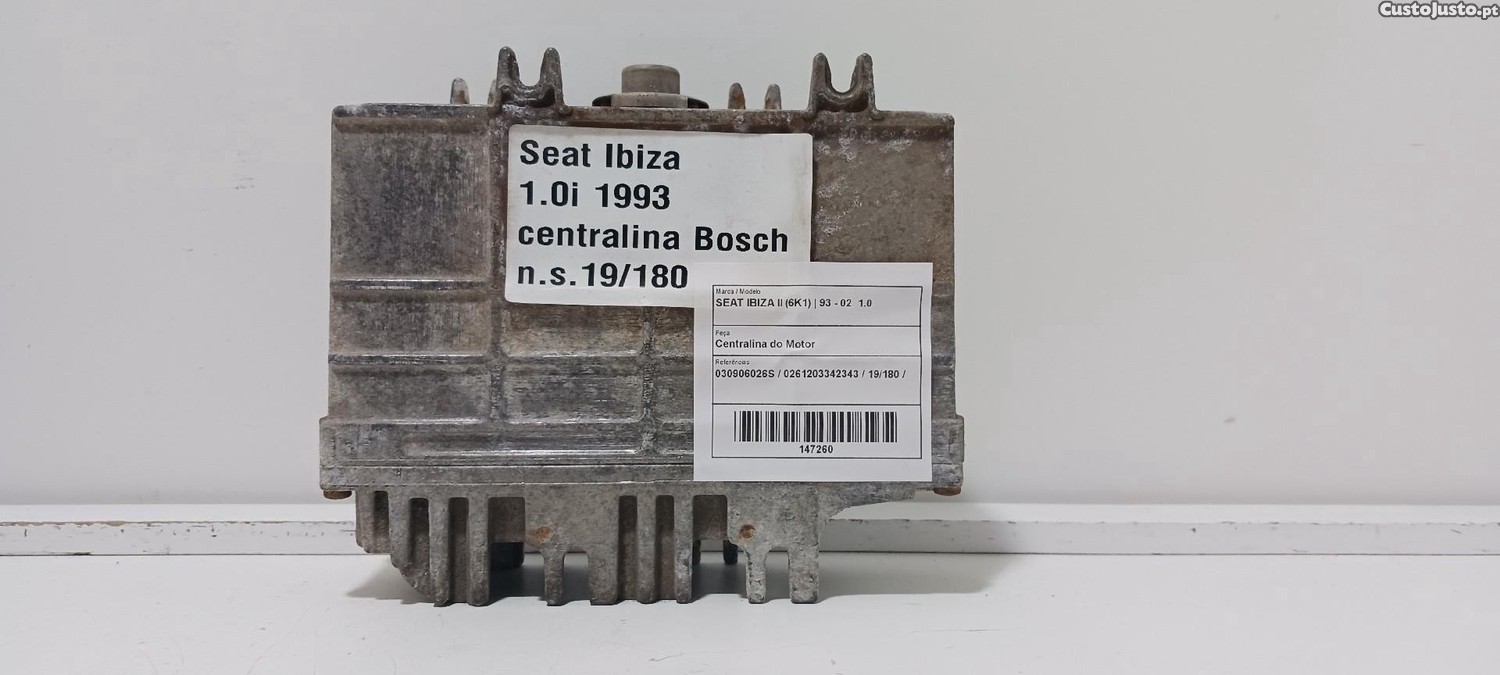 CustoJusto.pt
Seat Ibiza
1.0i 1993
centralina Bosch
n.s.19/180
Marca / Modelo
SEAT IBIZA II (6K1) | 93 - 02 1.0
Peça
Centralina do Motor
Referências
030906026S / 0261203342343 / 19/180 /
147260